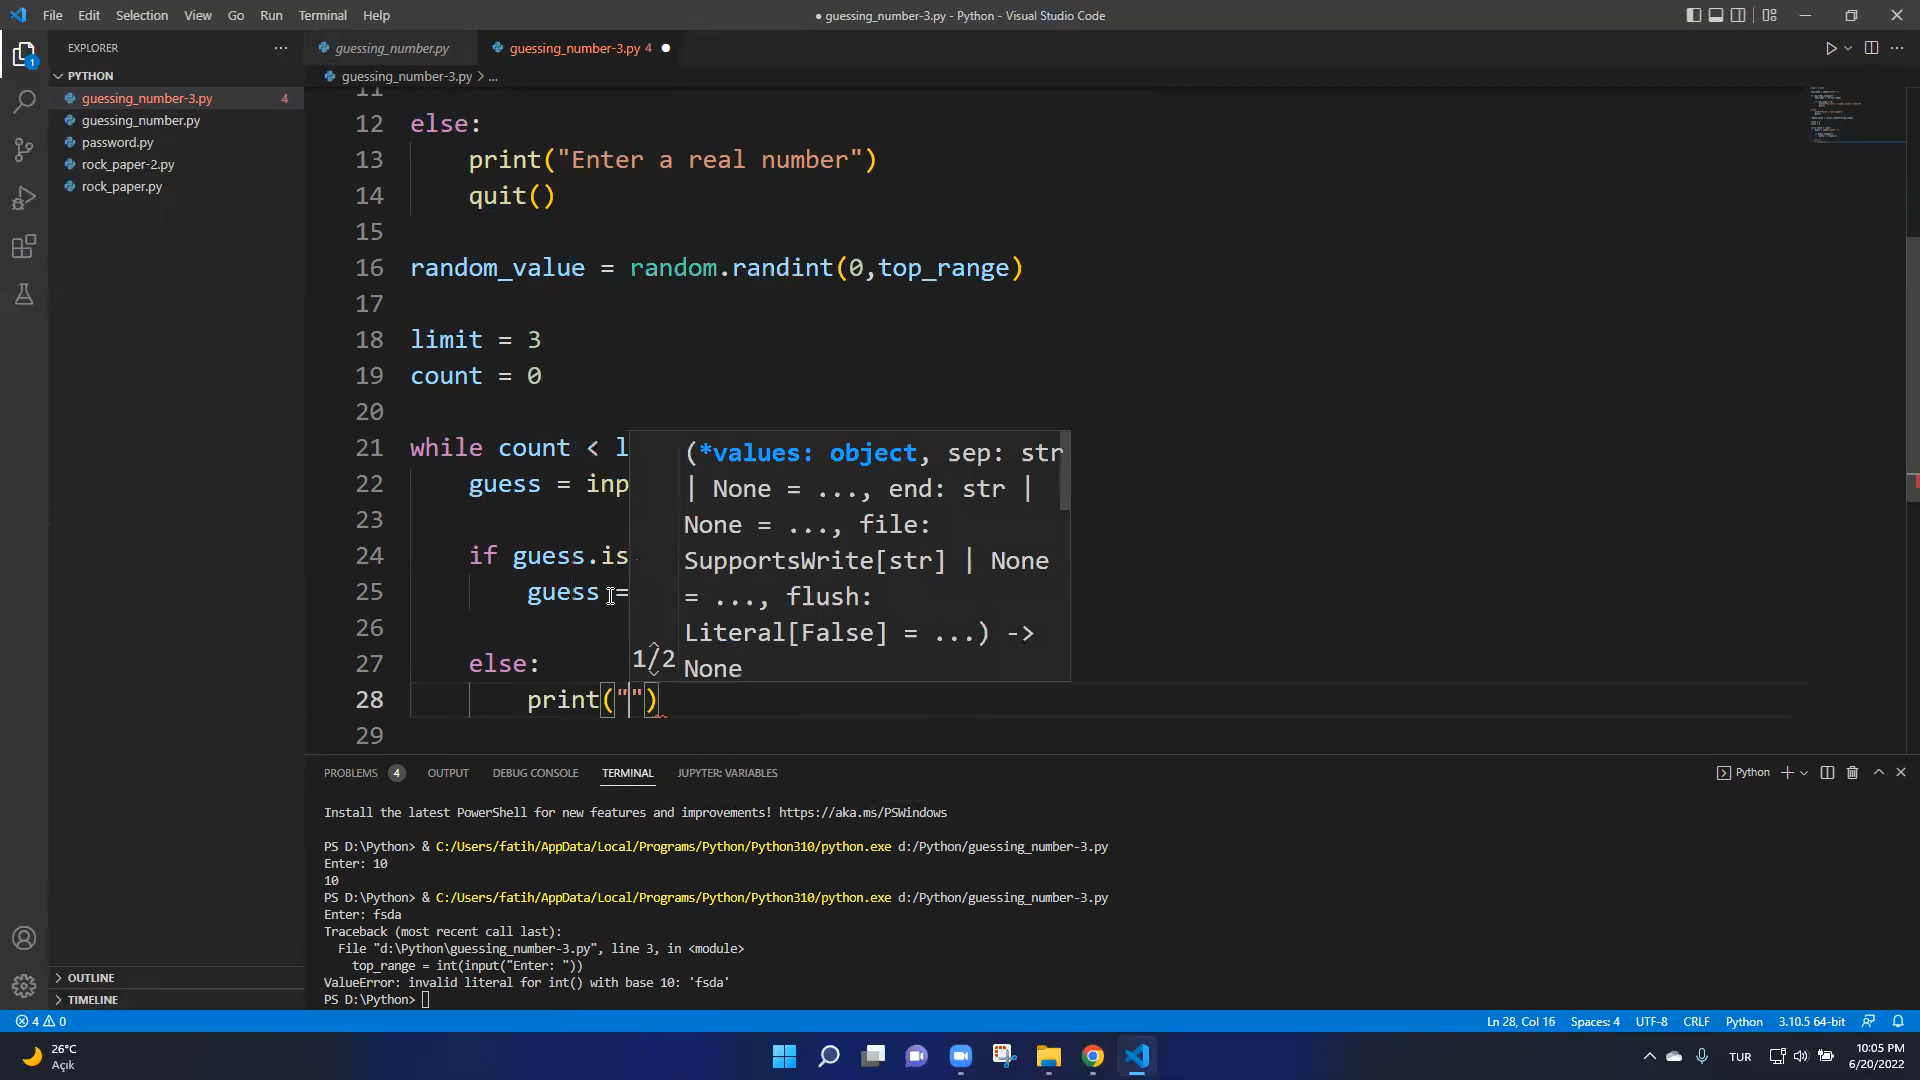 File Edit Selection View Go Run Terminal Help
● guessing_number-3.py - Python - Visual Studio Code
EXPLORER
guessing_number.py
guessing_number-3.py 4
PYTHON
guessing_number-3.py > ...
guessing_number-3.py 4
guessing_number.py
password.py
rock_paper-2.py
rock_paper.py
11
12 else:
13 print("Enter a real number")
14 quit()
15
16 random_value = random.randint(0,top_range)
17
18 limit = 3
19 count = 0
20
21 while count < l
22 guess = inp
23
24 if guess.is
25 guess =
26
27 else:
28 print("")
29
(*values: object, sep: str
| None = ..., end: str |
None = ..., file:
SupportsWrite[str] | None
= ..., flush:
Literal[False] = ...) ->
None
1/2
PROBLEMS 4 OUTPUT DEBUG CONSOLE TERMINAL JUPYTER: VARIABLES
Python
Install the latest PowerShell for new features and improvements! https://aka.ms/PSWindows
PS D:\Python> & C:/Users/fatih/AppData/Local/Programs/Python/Python310/python.exe d:/Python/guessing_number-3.py
Enter: 10
10
PS D:\Python> & C:/Users/fatih/AppData/Local/Programs/Python/Python310/python.exe d:/Python/guessing_number-3.py
Enter: fsda
Traceback (most recent call last):
File "d:\Python\guessing_number-3.py", line 3, in <module>
top_range = int(input("Enter: "))
ValueError: invalid literal for int() with base 10: 'fsda'
PS D:\Python>
OUTLINE
TIMELINE
4 0
Ln 28, Col 16 Spaces: 4 UTF-8 CRLF Python 3.10.5 64-bit
26°C
Açık
TUR
10:05 PM
6/20/2022